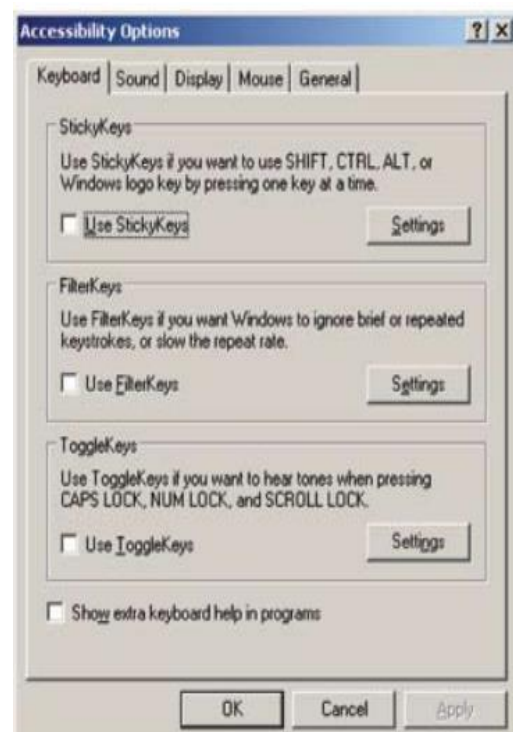 Accessibility Options
Keyboard Sound Display Mouse General
StickyKeys
Use StickyKeys if you want to use SHIFT, CTRL, ALT, or
Windows logo key by pressing one key at a time.
Use StickyKeys Settings
FilterKeys
Use FilterKeys if you want Windows to ignore brief or repeated
keystrokes, or slow the repeat rate.
Use FilterKeys Settings
ToggleKeys
Use ToggleKeys if you want to hear tones when pressing
CAPS LOCK, NUM LOCK, and SCROLL LOCK.
Use ToggleKeys Settings
Show extra keyboard help in programs
OK Cancel Apply